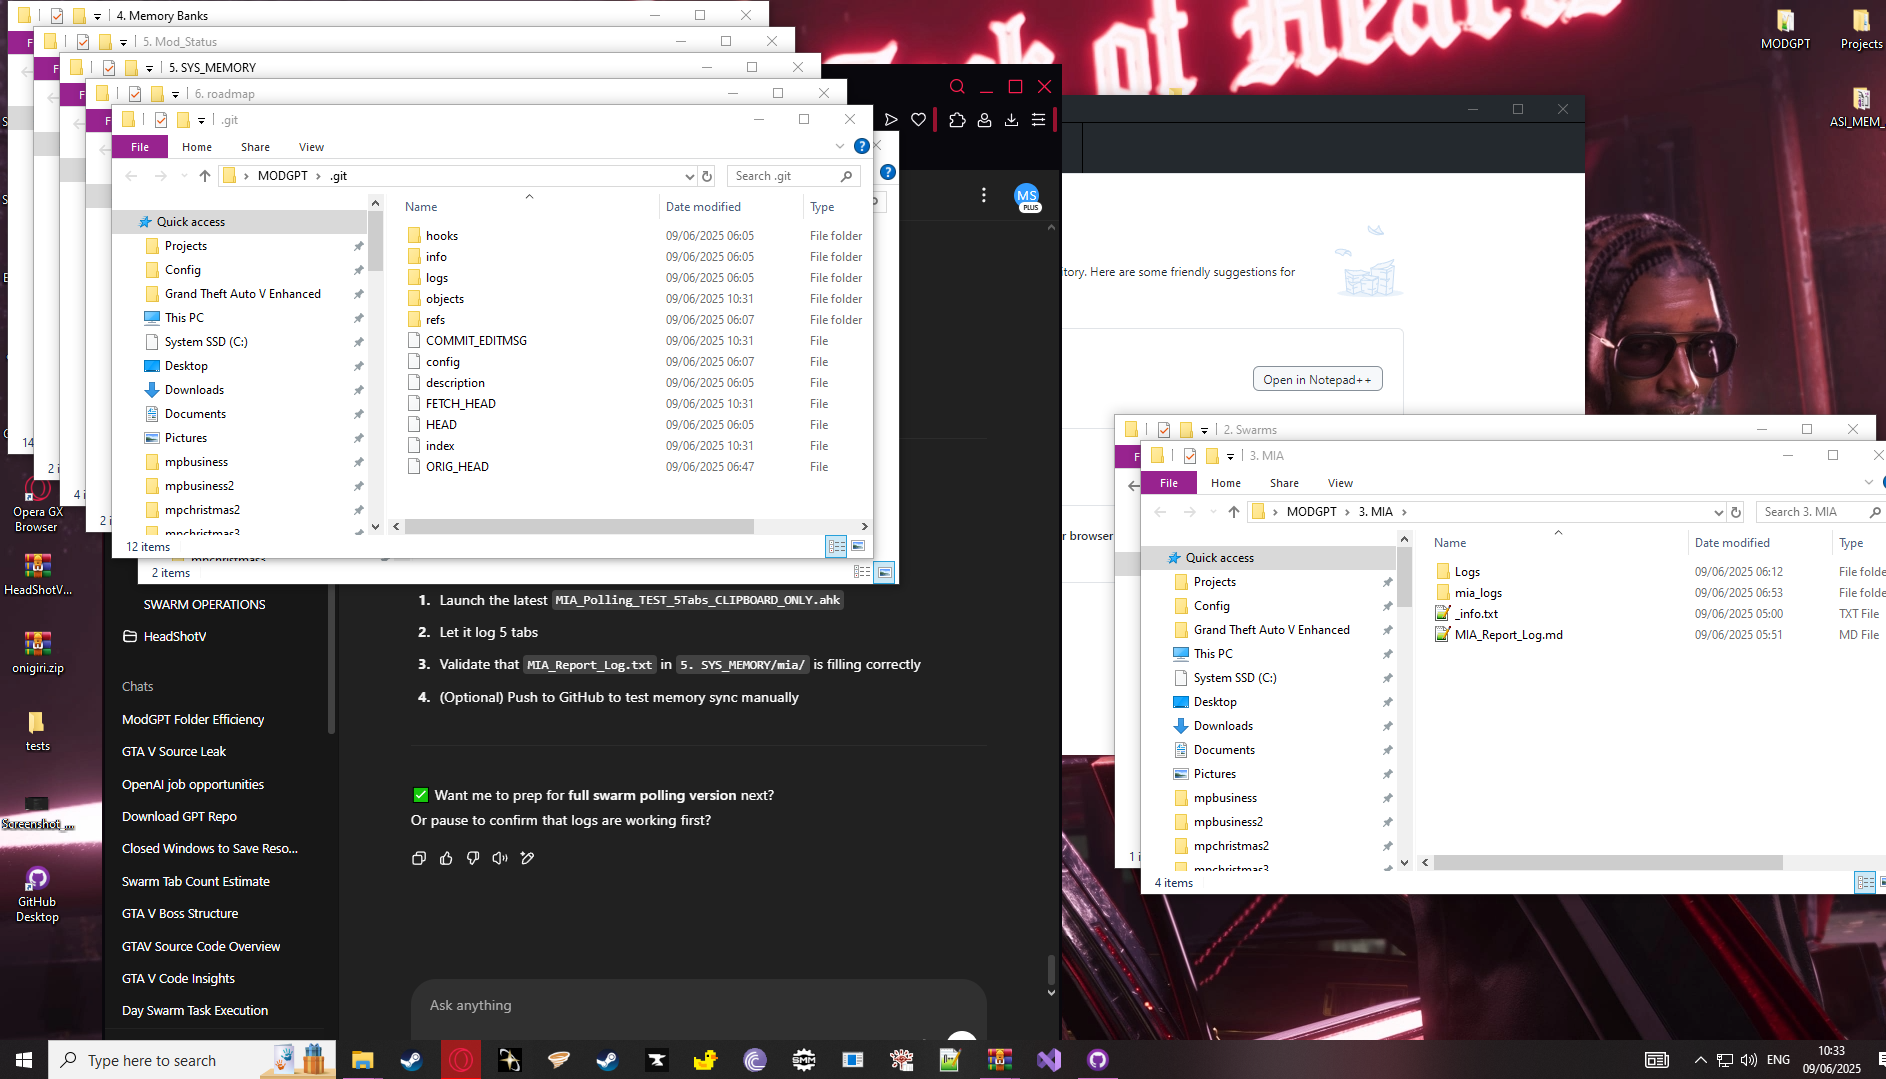 4. Memory Banks
5. Mod_Status
5. SYS_MEMORY
6. roadmap
.git
File
Home
Share
View
MODGPT
.git
Search .git
Name
Date modified
Type
Quick access
Projects
Config
Grand Theft Auto V Enhanced
This PC
System SSD (C:)
Desktop
Downloads
Documents
Pictures
mpbusiness
mpbusiness2
mpchristmas2
mpchristmas3
hooks 09/06/2025 06:05 File folder
info 09/06/2025 06:05 File folder
logs 09/06/2025 06:05 File folder
objects 09/06/2025 10:31 File folder
refs 09/06/2025 06:07 File folder
COMMIT_EDITMSG 09/06/2025 10:31 File
config 09/06/2025 06:07 File
description 09/06/2025 06:05 File
FETCH_HEAD 09/06/2025 10:31 File
HEAD 09/06/2025 06:05 File
index 09/06/2025 10:31 File
ORIG_HEAD 09/06/2025 06:47 File
12 items
mpchristmas3
2 items
14
2 i
4 i
2 i
MS
PLUS
SWARM OPERATIONS
HeadShotV
Chats
ModGPT Folder Efficiency
GTA V Source Leak
OpenAI job opportunities
Download GPT Repo
Closed Windows to Save Reso...
Swarm Tab Count Estimate
GTA V Boss Structure
GTAV Source Code Overview
GTA V Code Insights
Day Swarm Task Execution
1. Launch the latest MIA_Polling_TEST_5Tabs_CLIPBOARD_ONLY.ahk
2. Let it log 5 tabs
3. Validate that MIA_Report_Log.txt in 5. SYS_MEMORY/mia/ is filling correctly
4. (Optional) Push to GitHub to test memory sync manually
Want me to prep for full swarm polling version next?
Or pause to confirm that logs are working first?
Ask anything
itory. Here are some friendly suggestions for
Open in Notepad++
r browser
of Hearts
MODGPT
Projects
ASI_MEM_
2. Swarms
3. MIA
File
Home
Share
View
MODGPT
3. MIA
Search 3. MIA
Name
Date modified
Type
Quick access
Projects
Config
Grand Theft Auto V Enhanced
This PC
System SSD (C:)
Desktop
Downloads
Documents
Pictures
mpbusiness
mpbusiness2
mpchristmas2
mpchristmas3
Logs 09/06/2025 06:12 File folde
mia_logs 09/06/2025 06:53 File folde
_info.txt 09/06/2025 05:00 TXT File
MIA_Report_Log.md 09/06/2025 05:51 MD File
1 i
4 items
Opera GX
Browser
HeadShotV...
onigiri.zip
tests
Screenshot_...
GitHub
Desktop
Type here to search
SMM
ENG
10:33
09/06/2025